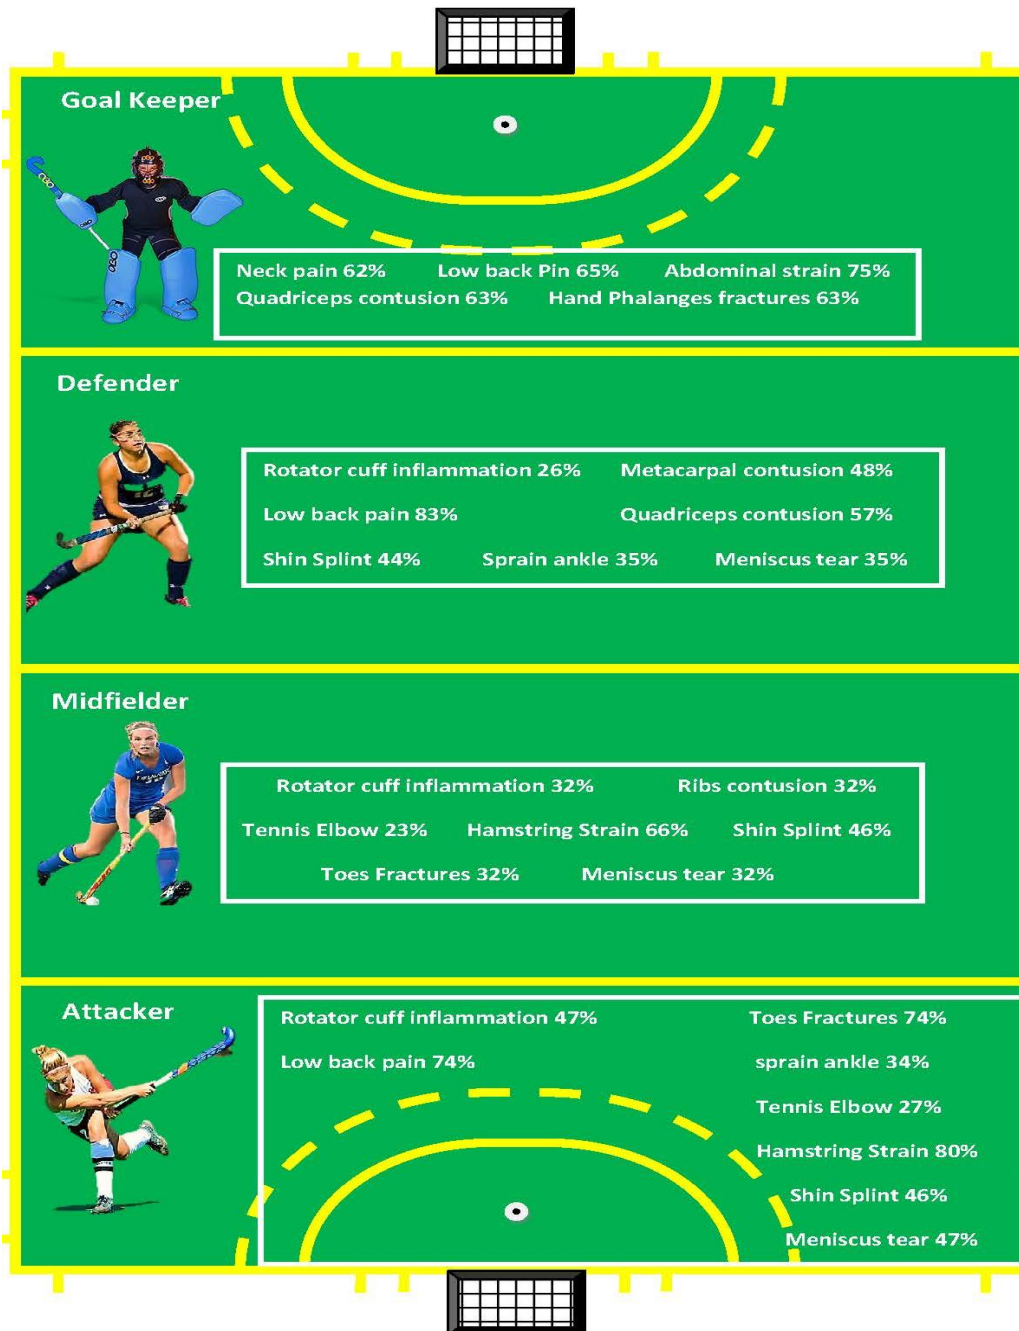 Goal Keeper
Neck pain 62% Low back Pin 65% Abdominal strain 75%
Quadriceps contusion 63% Hand Phalanges fractures 63%
Defender
Rotator cuff inflammation 26% Metacarpal contusion 48%
Low back pain 83% Quadriceps contusion 57%
Shin Splint 44% Sprain ankle 35% Meniscus tear 35%
Midfielder
Rotator cuff inflammation 32% Ribs contusion 32%
Tennis Elbow 23% Hamstring Strain 66% Shin Splint 46%
Toes Fractures 32% Meniscus tear 32%
Attacker
Rotator cuff inflammation 47% Toes Fractures 74%
Low back pain 74% sprain ankle 34%
Tennis Elbow 27%
Hamstring Strain 80%
Shin Splint 46%
Meniscus tear 47%